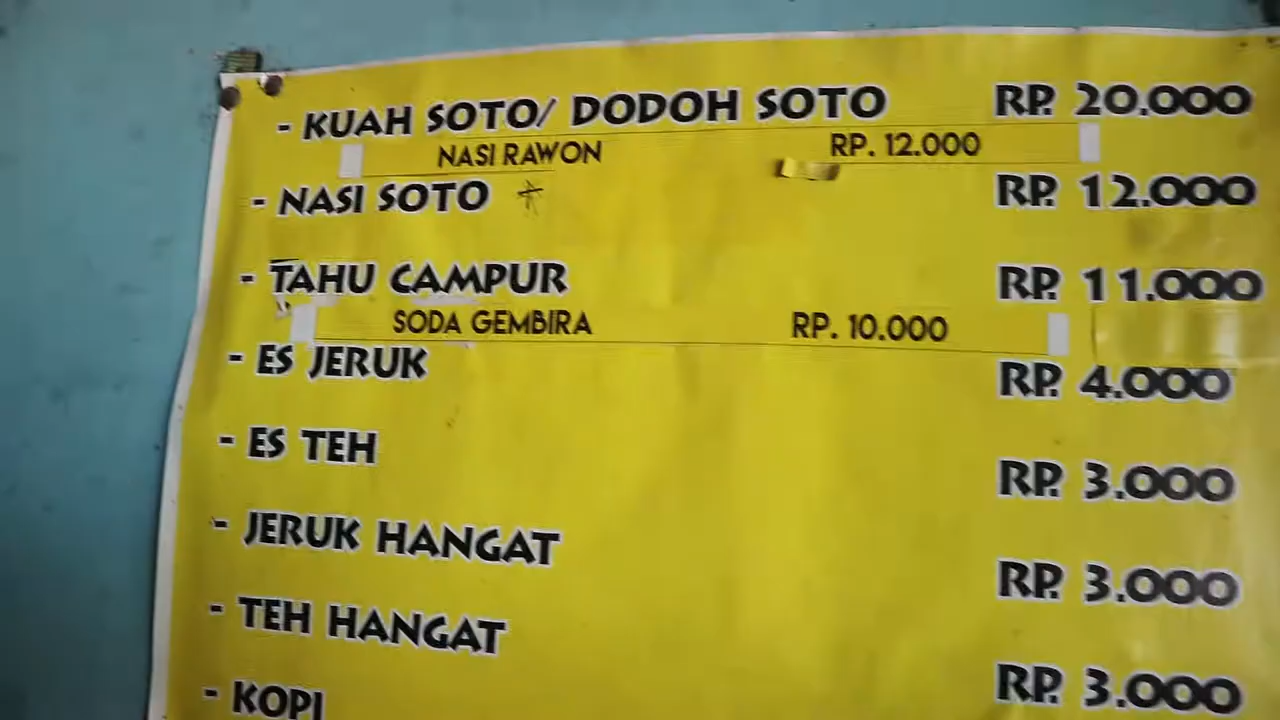 - KUAH SOTO/ DODOH SOTO RP. 20.000
NASI RAWON RP. 12.000
- NASI SOTO * RP. 12.000
- TAHU CAMPUR RP. 11.000
SODA GEMBIRA RP. 10.000
- ES JERUK RP. 4.000
- ES TEH RP. 3.000
- JERUK HANGAT RP. 3.000
- TEH HANGAT RP. 3.000
- KOPI